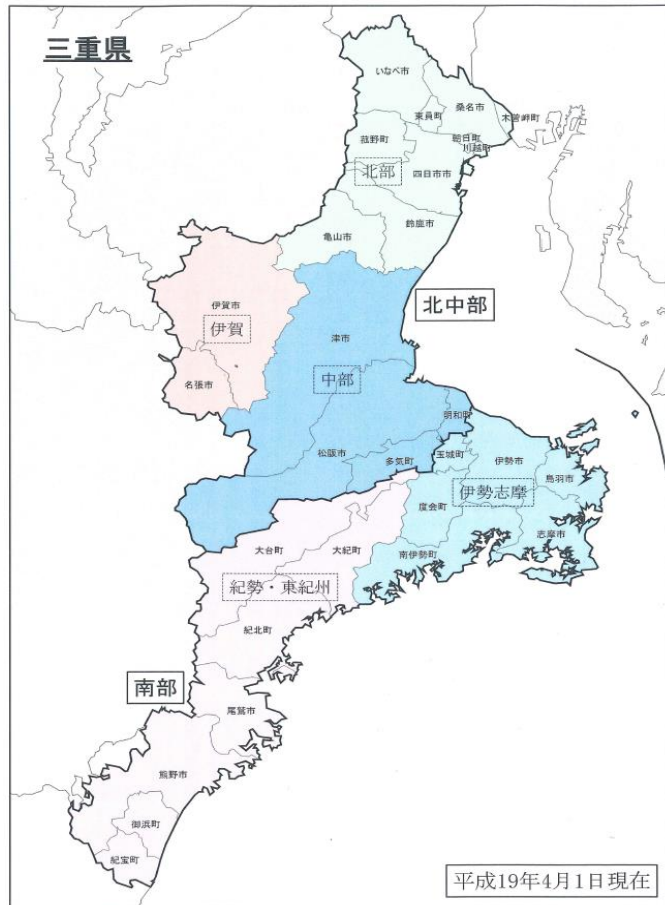 三重県
いなべ市
桑名市
東員町
木曽岬町
菰野町
朝日町
川越町
北部
四日市市
鈴鹿市
亀山市
伊賀市
伊賀
北中部
津市
名張市
中部
明和町
松阪市
多気町
玉城町
伊勢市
鳥羽市
伊勢志摩
度会町
志摩市
大台町
大紀町
南伊勢町
紀勢・東紀州
紀北町
南部
尾鷲市
熊野市
御浜町
紀宝町
平成19年4月1日現在